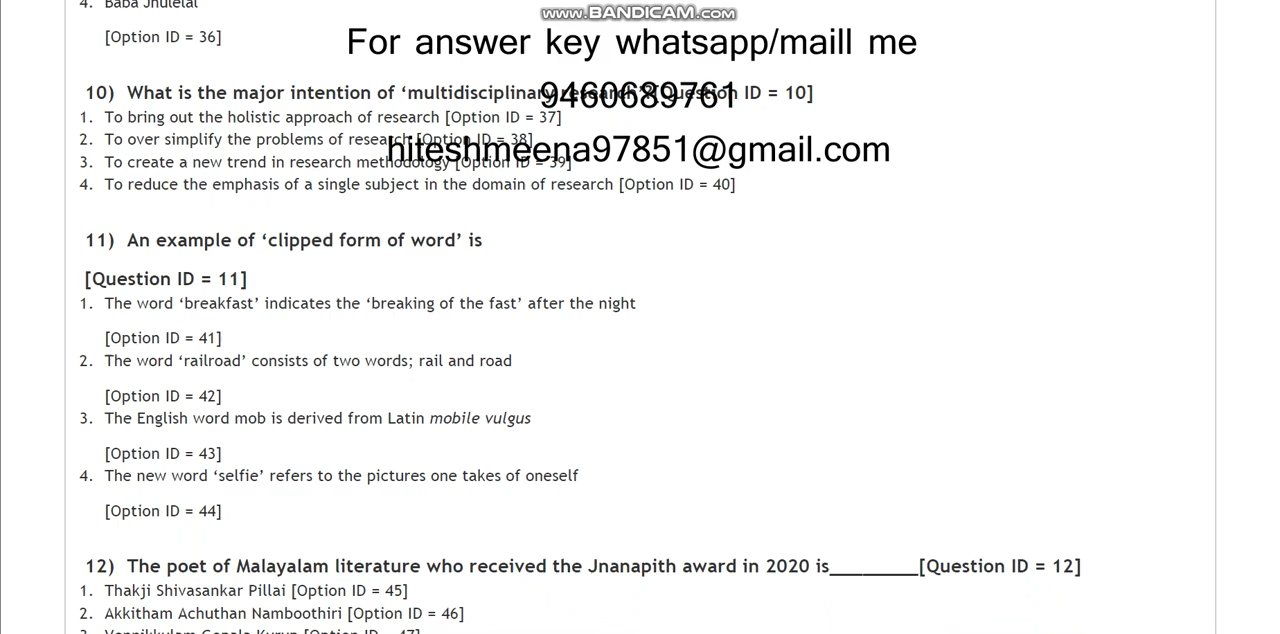 4. Baba Jhulelal
www.BANDICAM.com
[Option ID = 36]
For answer key whatsapp/maill me
10) What is the major intention of ‘multidisciplinary research’? [Question ID = 10]
9460689761
1. To bring out the holistic approach of research [Option ID = 37]
2. To over simplify the problems of research [Option ID = 38]
hiteshmeena97851@gmail.com
3. To create a new trend in research methodology [Option ID = 39]
4. To reduce the emphasis of a single subject in the domain of research [Option ID = 40]
11) An example of ‘clipped form of word’ is
[Question ID = 11]
1. The word ‘breakfast’ indicates the ‘breaking of the fast’ after the night
[Option ID = 41]
2. The word ‘railroad’ consists of two words; rail and road
[Option ID = 42]
3. The English word mob is derived from Latin mobile vulgus
[Option ID = 43]
4. The new word ‘selfie’ refers to the pictures one takes of oneself
[Option ID = 44]
12) The poet of Malayalam literature who received the Jnanapith award in 2020 is________[Question ID = 12]
1. Thakji Shivasankar Pillai [Option ID = 45]
2. Akkitham Achuthan Namboothiri [Option ID = 46]
3. Vennikkulam Gopala Kurup [Option ID = 47]